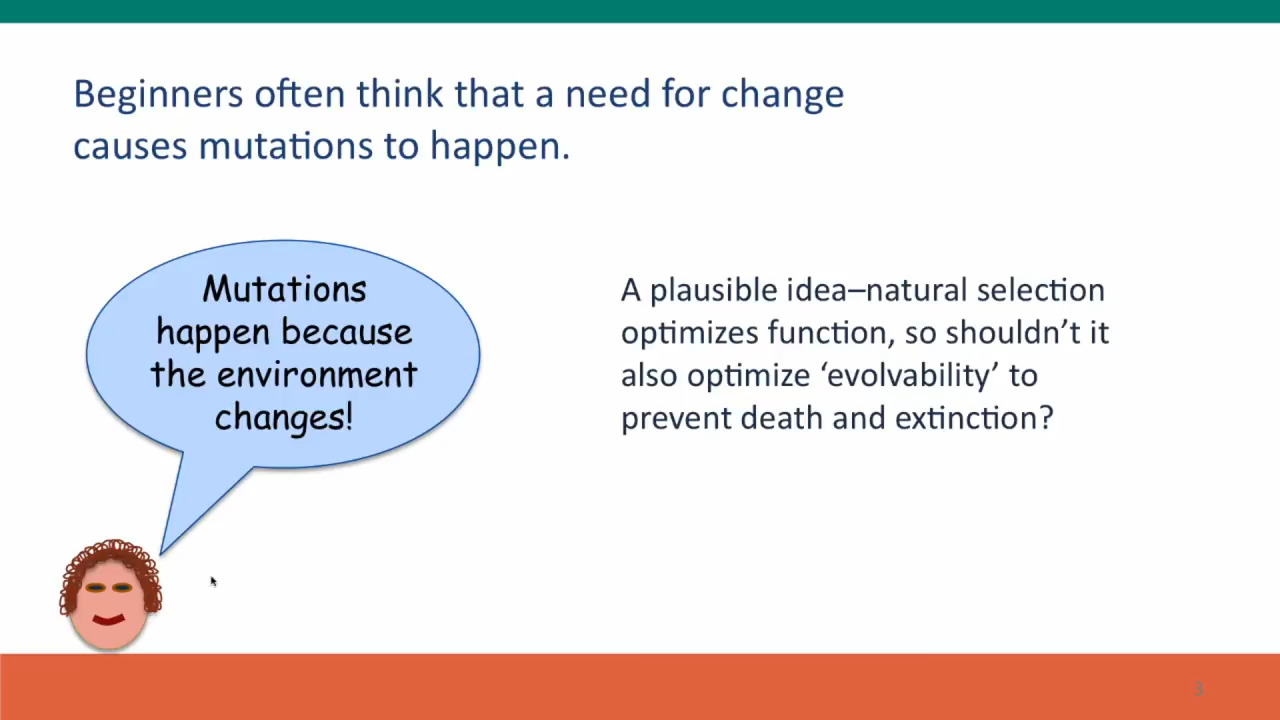 Beginners often think that a need for change
causes mutations to happen.
Mutations
happen because
the environment
changes!
A plausible idea–natural selection
optimizes function, so shouldn’t it
also optimize ‘evolvability’ to
prevent death and extinction?
3